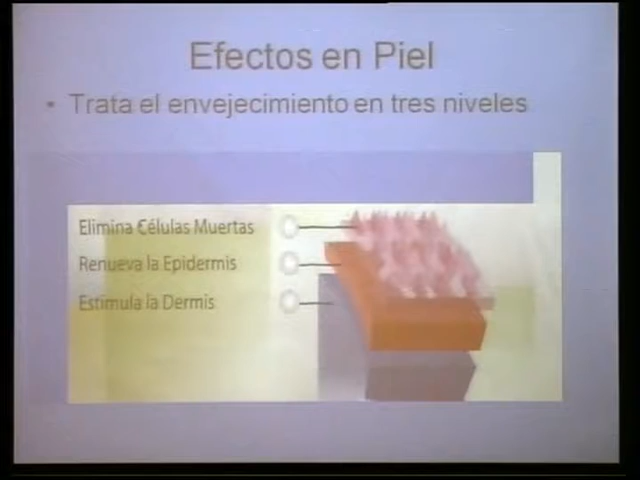 Efectos en Piel
• Trata el envejecimiento en tres niveles
Elimina Células Muertas
Renueva la Epidermis
Estimula la Dermis